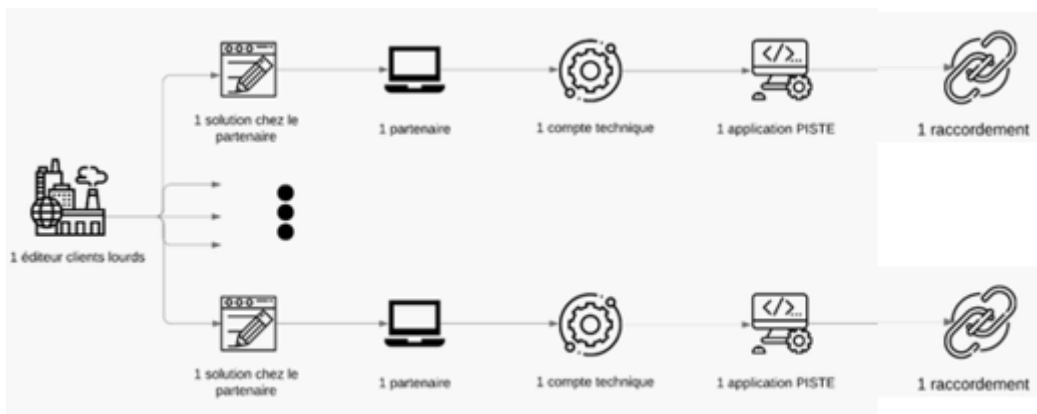 1 solution chez le
partenaire
1 partenaire
1 compte technique
1 application PISTE
1 raccordement
1 éditeur clients lourds
1 solution chez le
partenaire
1 partenaire
1 compte technique
1 application PISTE
1 raccordement